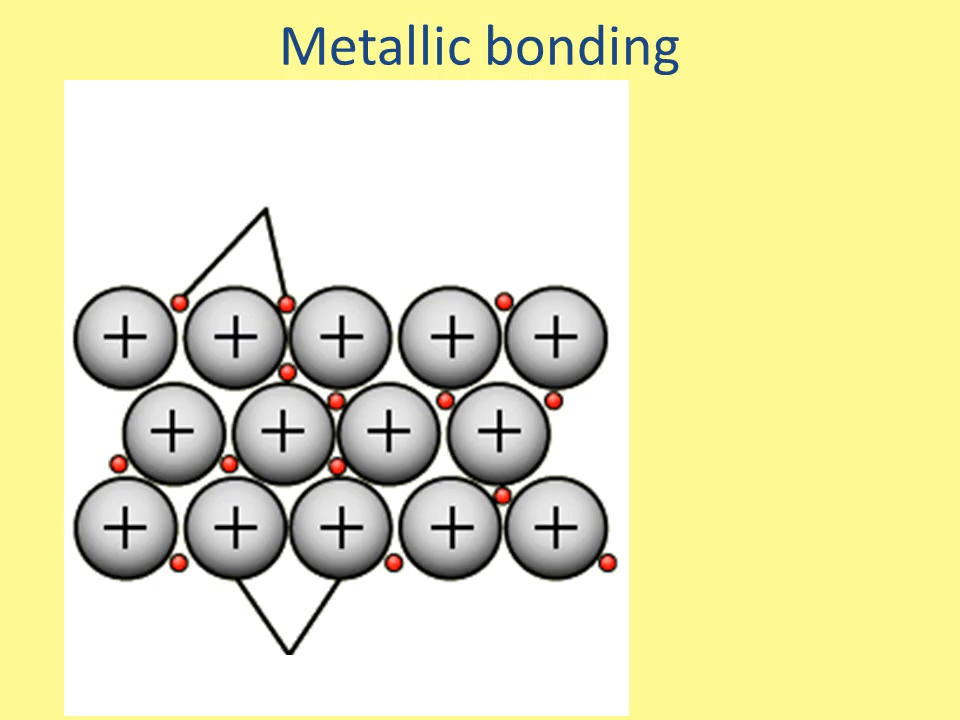 Metallic bonding
+ + + + +
+ + + +
+ + + + +